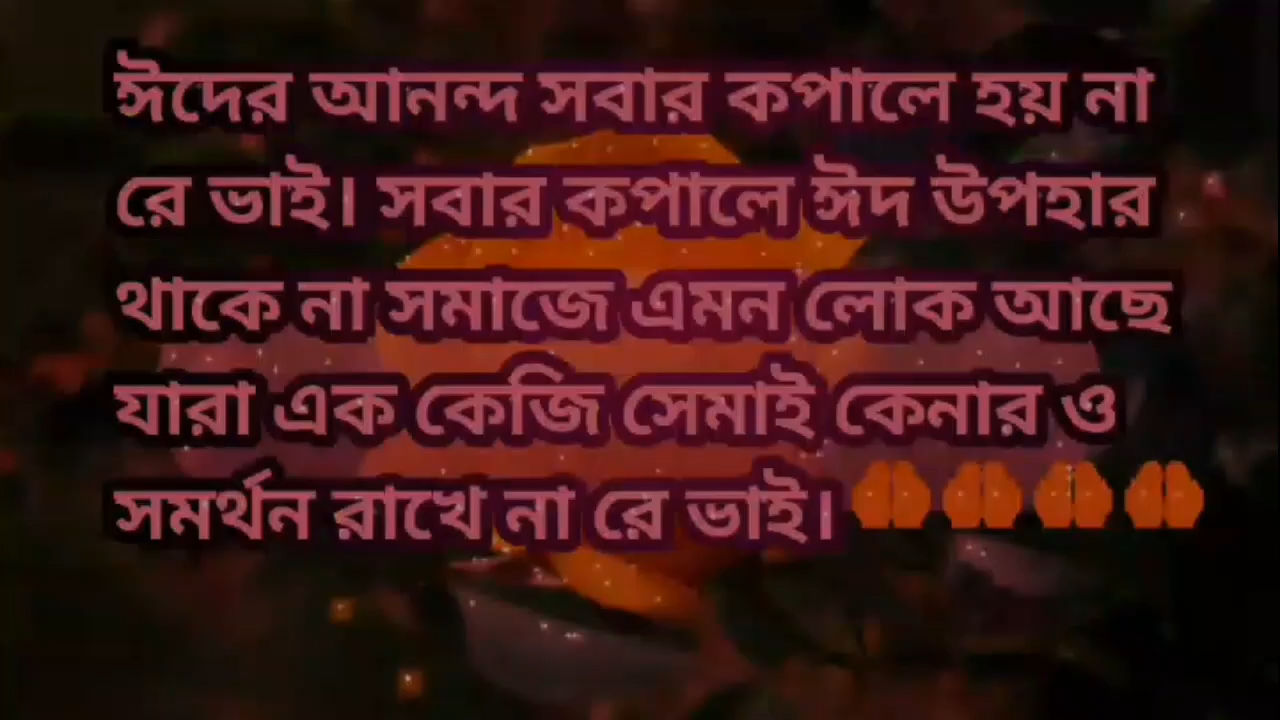 ঈদের আনন্দ সবার কপালে হয় না
রে ভাই। সবার কপালে ঈদ উপহার
থাকে না সমাজে এমন লোক আছে
যারা এক কেজি সেমাই কেনার ও
সমর্থন রাখে না রে ভাই। 🤲🤲🤲🤲